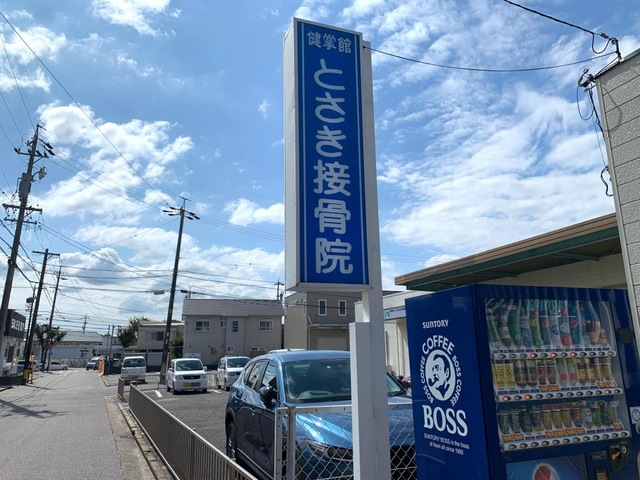 健掌館
とさき接骨院
SUNTORY
COFFEE
BOSS COFFEE
BOSS
SUNTORY BOSS is the boss
of them all since 1992